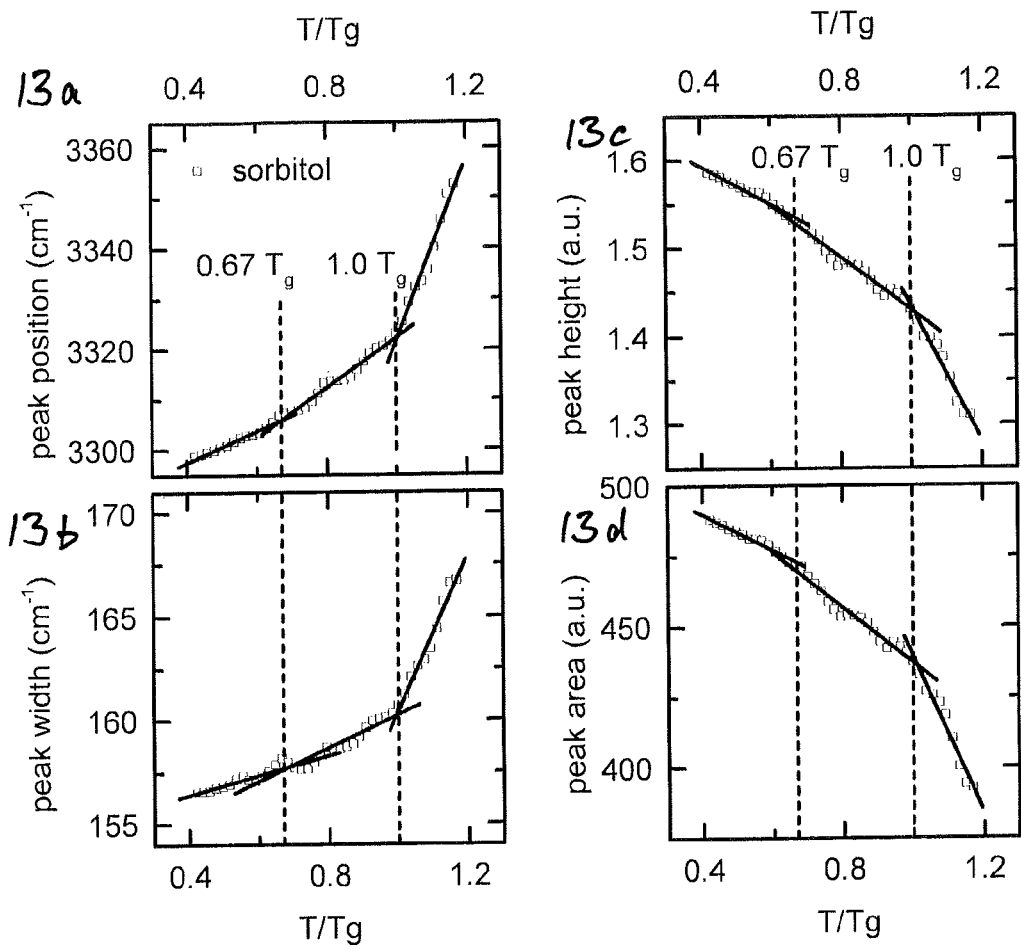 T/Tg
0.4 0.8 1.2
13a
3360
3340
3320
3300
peak position (cm-1)
sorbitol
0.67 Tg 1.0 Tg
13b
170
165
160
155
peak width (cm-1)
0.4 0.8 1.2
T/Tg
T/Tg
0.4 0.8 1.2
13c
1.6
1.5
1.4
1.3
peak height (a.u.)
0.67 Tg 1.0 Tg
13d
500
450
400
peak area (a.u.)
0.4 0.8 1.2
T/Tg